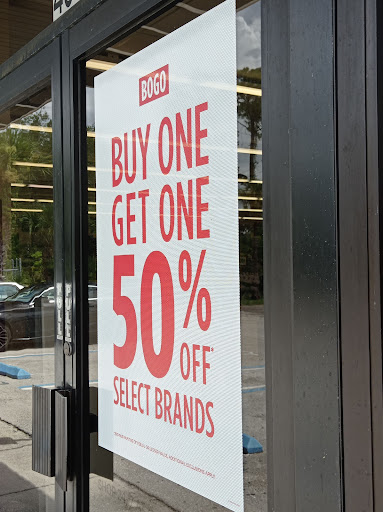 BOGO
BUY ONE
GET ONE
50%
OFF*
SELECT BRANDS